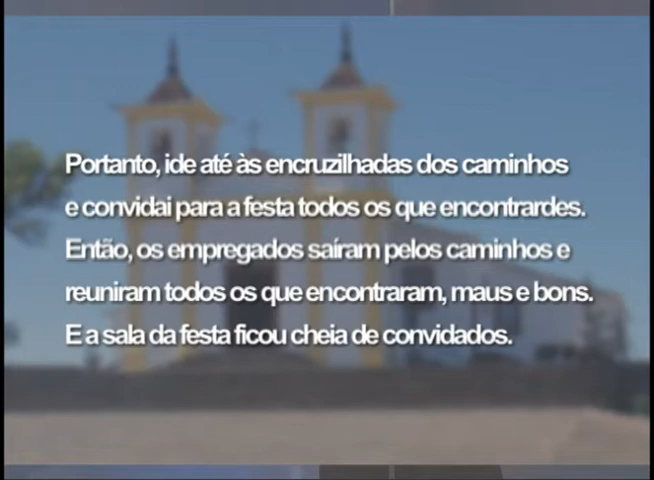 Portanto, ide até às encruzilhadas dos caminhos
e convidai para a festa todos os que encontrardes.
Então, os empregados saíram pelos caminhos e
reuniram todos os que encontraram, maus e bons.
E a sala da festa ficou cheia de convidados.